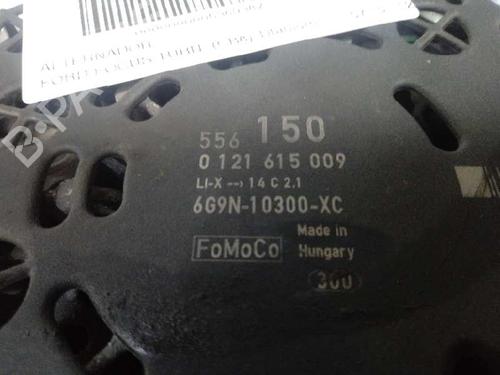 ALTERNADOR
556 150
0 121 615 009
LI-X --> 14 C 2.1
6G9N-10300-XC
FoMoCo
Made in
Hungary
300